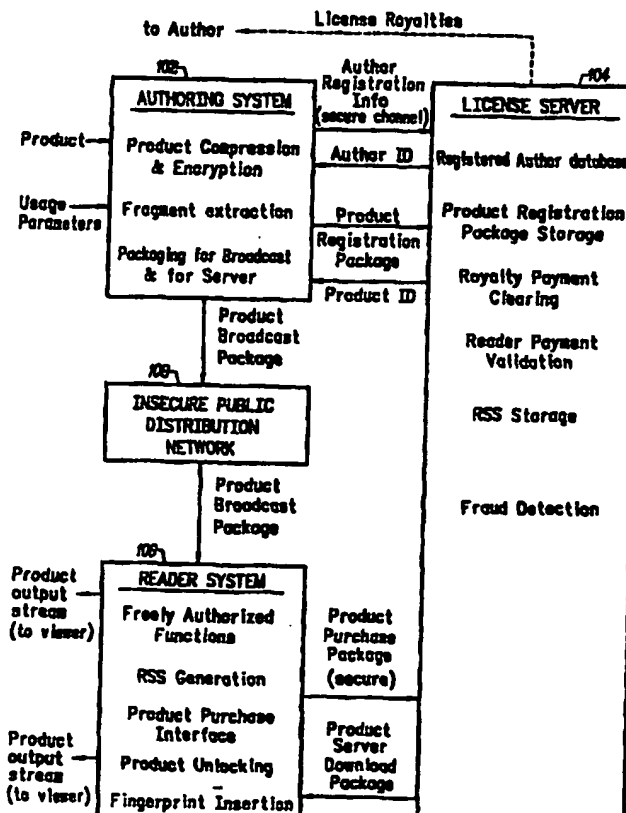 License Royalties
to Author
102
AUTHORING SYSTEM
Product Compression
& Encryption
Fragment extraction
Packaging for Broadcast
& for Server
Product
Usage
Parameters
Author
Registration
Info
(secure channel)
Author ID
Product
Registration
Package
Product ID
104
LICENSE SERVER
Registered Author database
Product Registration
Package Storage
Royalty Payment
Clearing
Reader Payment
Validation
RSS Storage
Fraud Detection
Product
Broadcast
Package
108
INSECURE PUBLIC
DISTRIBUTION
NETWORK
Product
Broadcast
Package
106
READER SYSTEM
Freely Authorized
Functions
RSS Generation
Product Purchase
Interface
Product Unlocking
Fingerprint Insertion
Product
output
stream
(to viewer)
Product
output
stream
(to viewer)
Product
Purchase
Package
(secure)
Product
Server
Download
Package